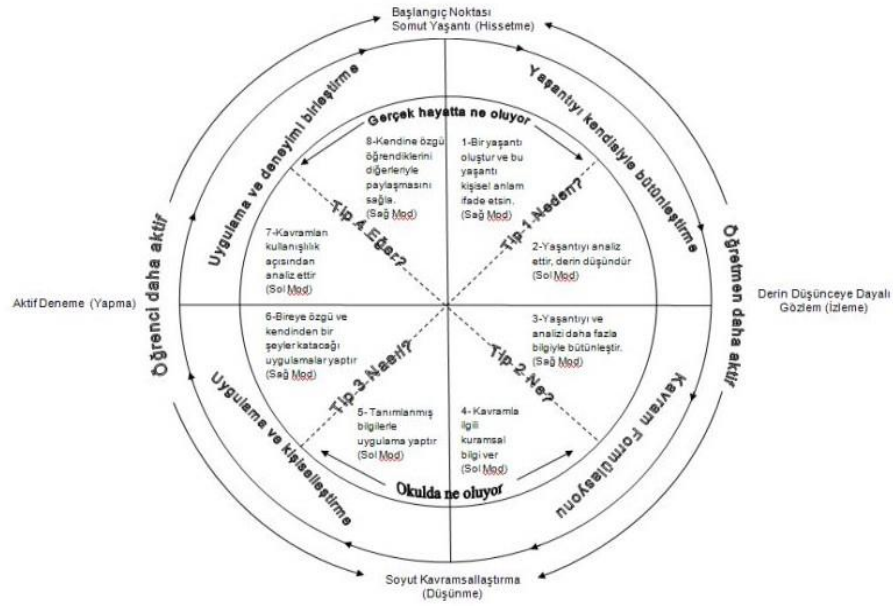 Başlangıç Noktası
Somut Yaşantı (Hissetme)
Uygulama ve deneyimi birleştirme
Yaşantıyı kendisiyle bütünleştirme
Gerçek hayatta ne oluyor
8-Kendine özgü
öğrendiklerini
diğerleriyle
paylaşmasını
sağla.
(Sağ Mod)
1-Bir yaşantı
oluştur ve bu
yaşantı
kişisel anlam
ifade etsin.
(Sağ Mod)
Tip 4 Eğer?
Tip 1 Neden?
7-Kavramları
kullanışlılık
açısından
analiz ettir
(Sol Mod)
2-Yaşantıyı analiz
ettir, derin düşündür
(Sol Mod)
Öğrenci daha aktif
Öğretmen daha aktif
Aktif Deneme (Yapma)
Derin Düşünceye Dayalı
Gözlem (İzleme)
6-Bireye özgü ve
kendinden bir
şeyler katacağı
uygulamalar yaptır
(Sağ Mod)
3-Yaşantıyı ve
analizi daha fazla
bilgiyle bütünleştir.
(Sağ Mod)
Tip 3 Nasıl?
Tip 2 Ne?
5- Tanımlanmış
bilgilerle
uygulama yaptır
(Sol Mod)
4- Kavramla
ilgili
kuramsal
bilgi ver
(Sol Mod)
Okulda ne oluyor
Uygulama ve kişiselleştirme
Kavram Formülasyonu
Soyut Kavramsallaştırma
(Düşünme)